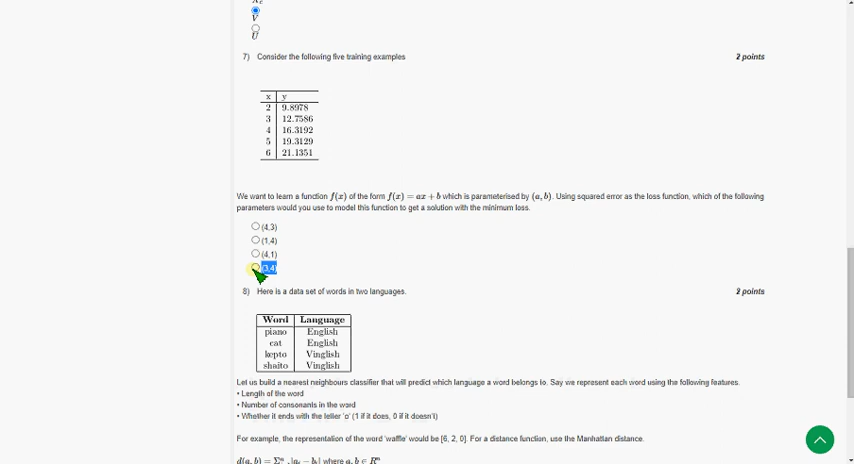 V
U
7) Consider the following five training examples 2 points
x y
2 9.8978
3 12.7586
4 16.3192
5 19.3129
6 21.1351
We want to learn a function f(x) of the form f(x) = ax + b which is parameterised by (a, b). Using squared error as the loss function, which of the following
parameters would you use to model this function to get a solution with the minimum loss.
(4,3)
(1,4)
(4,1)
(3,4)
8) Here is a data set of words in two languages. 2 points
Word Language
piano English
cat English
kepto Vinglish
shaito Vinglish
Let us build a nearest neighbours classifier that will predict which language a word belongs to. Say we represent each word using the following features.
• Length of the word
• Number of consonants in the word
• Whether it ends with the letter 'o' (1 if it does, 0 if it doesn't)
For example, the representation of the word 'waffle' would be [6, 2, 0]. For a distance function, use the Manhattan distance.
d(a, b) = Σ |aᵢ − bᵢ| where a, b ∈ Rⁿ